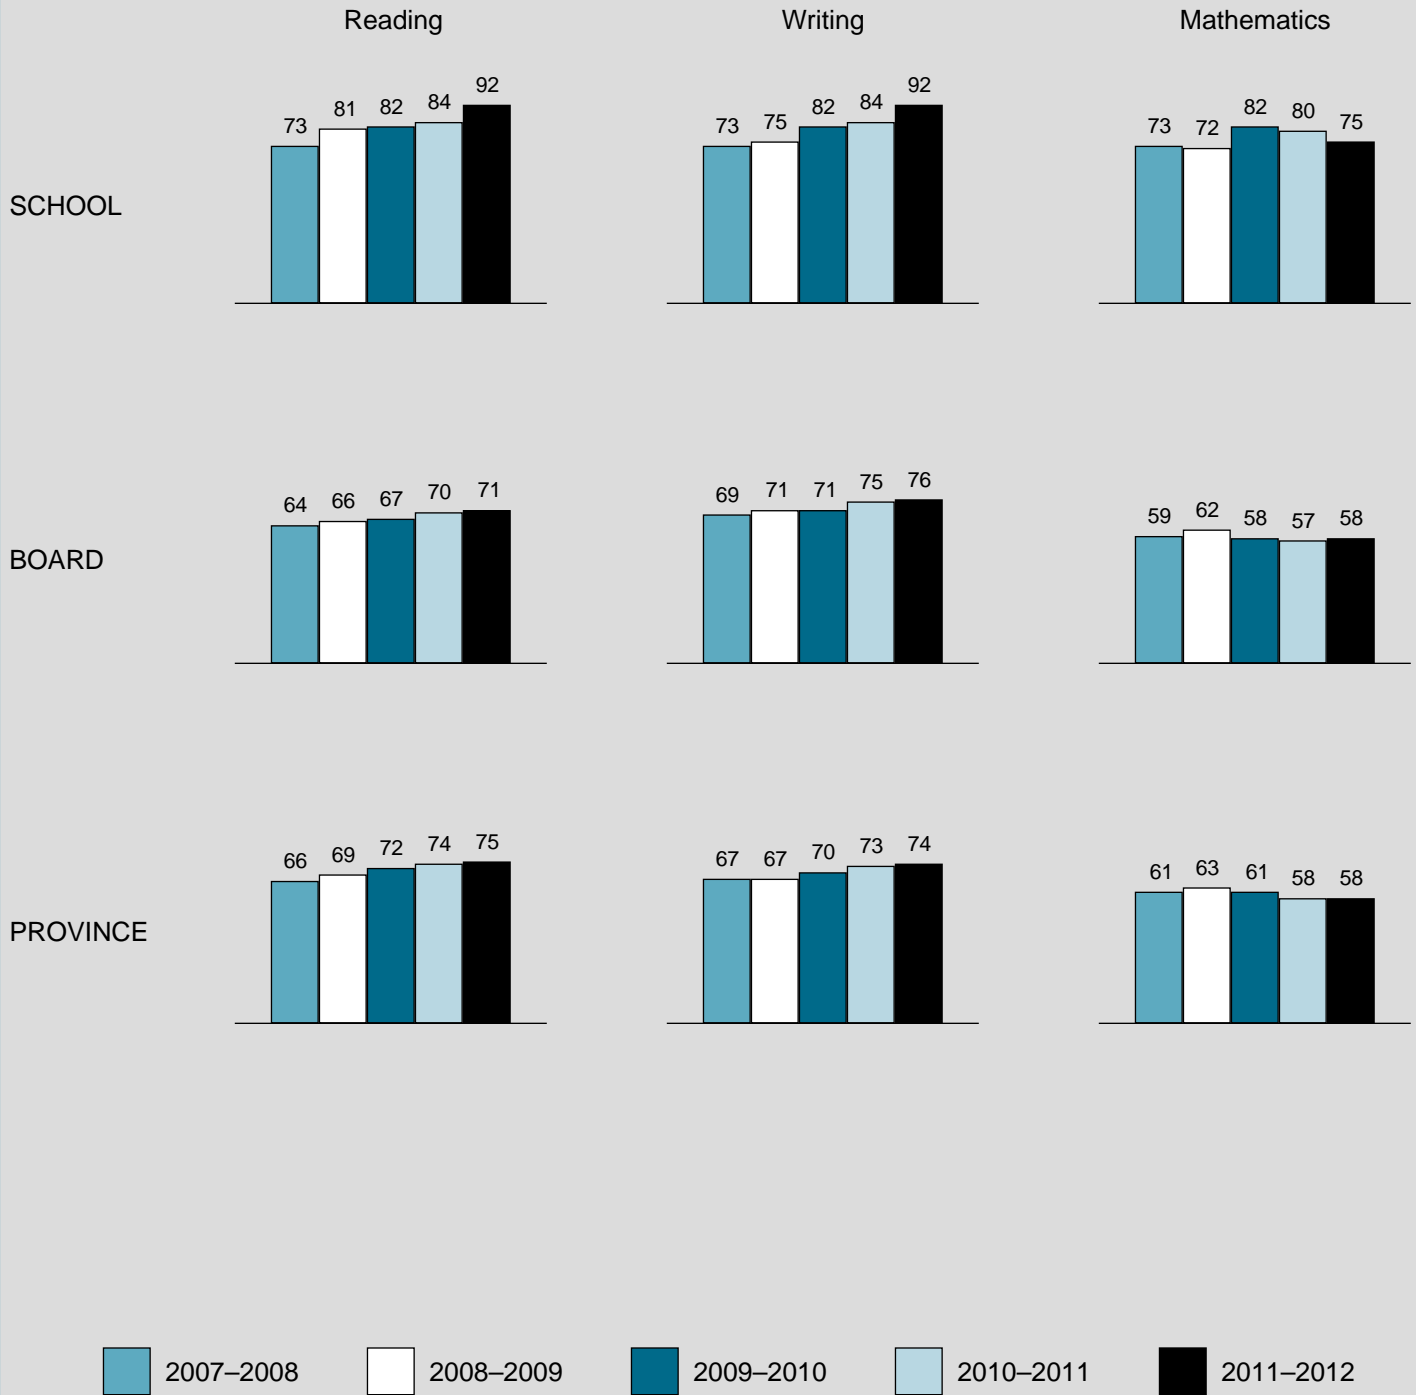 Reading Writing Mathematics
92 92
84 84
81 82 82 82 80
73 73 75 73 72 75
SCHOOL
75 76
70 71 69 71 71
64 66 67 59 62 58 57 58
BOARD
72 74 75 73 74
66 69 67 67 70 61 63 61 58 58
PROVINCE
2007–2008 2008–2009 2009–2010 2010–2011 2011–2012